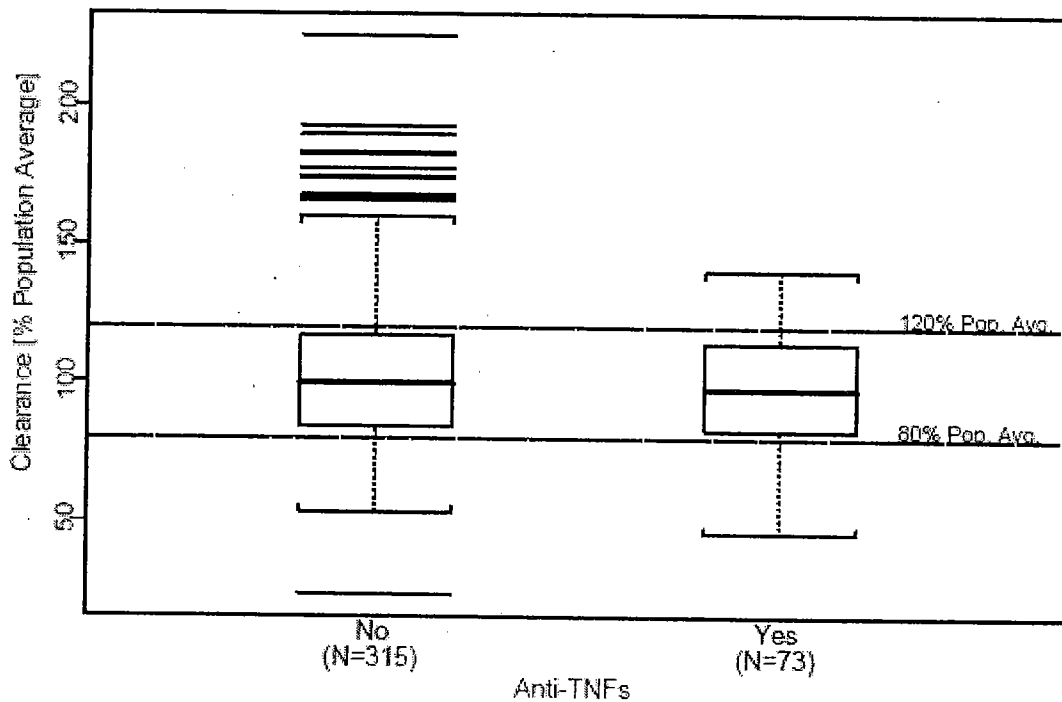 Clearance [% Population Average]
200
150
100
50
120% Pop. Avg.
80% Pop. Avg.
No
(N=315)
Yes
(N=73)
Anti-TNFs